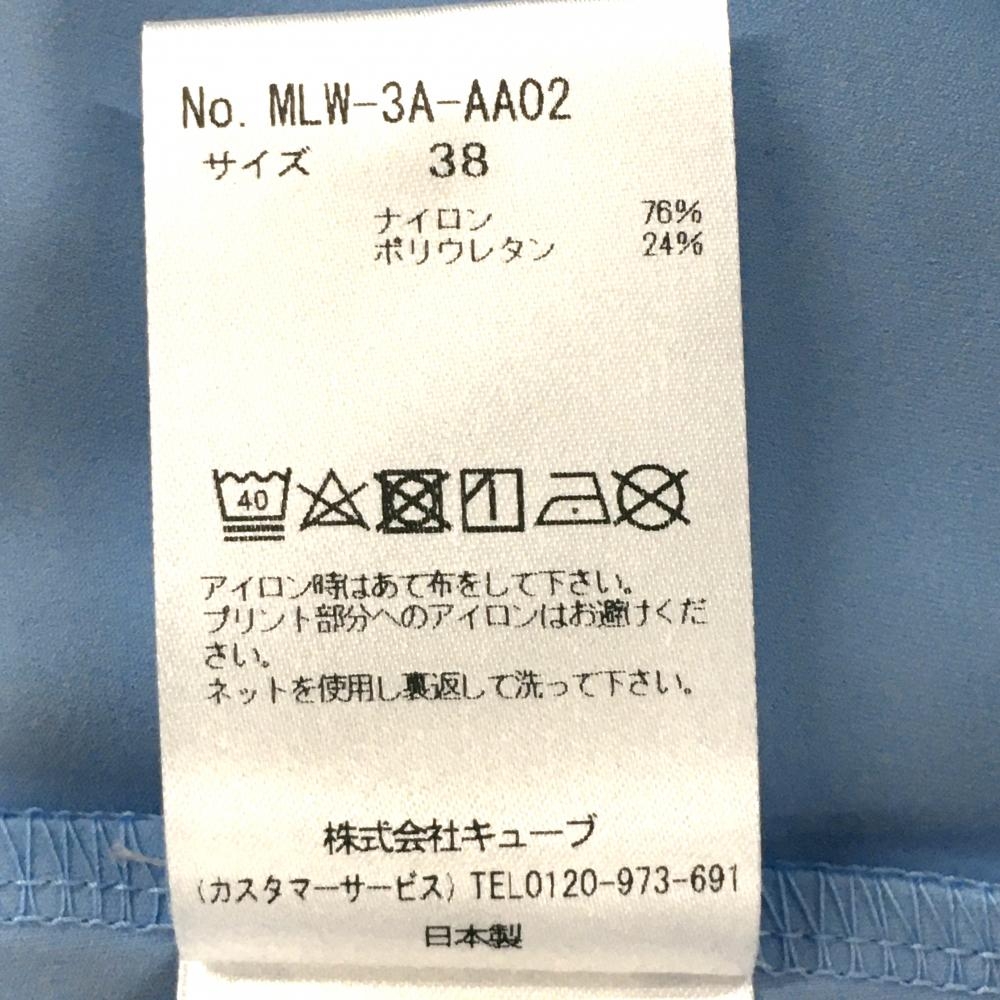 No. MLW-3A-AA02
サイズ 38
ナイロン 76%
ポリウレタン 24%
40
アイロン時はあて布をして下さい。
プリント部分へのアイロンはお避けくだ
さい。
ネットを使用し裏返して洗って下さい。
株式会社キューブ
(カスタマーサービス) TEL0120-973-691
日本製